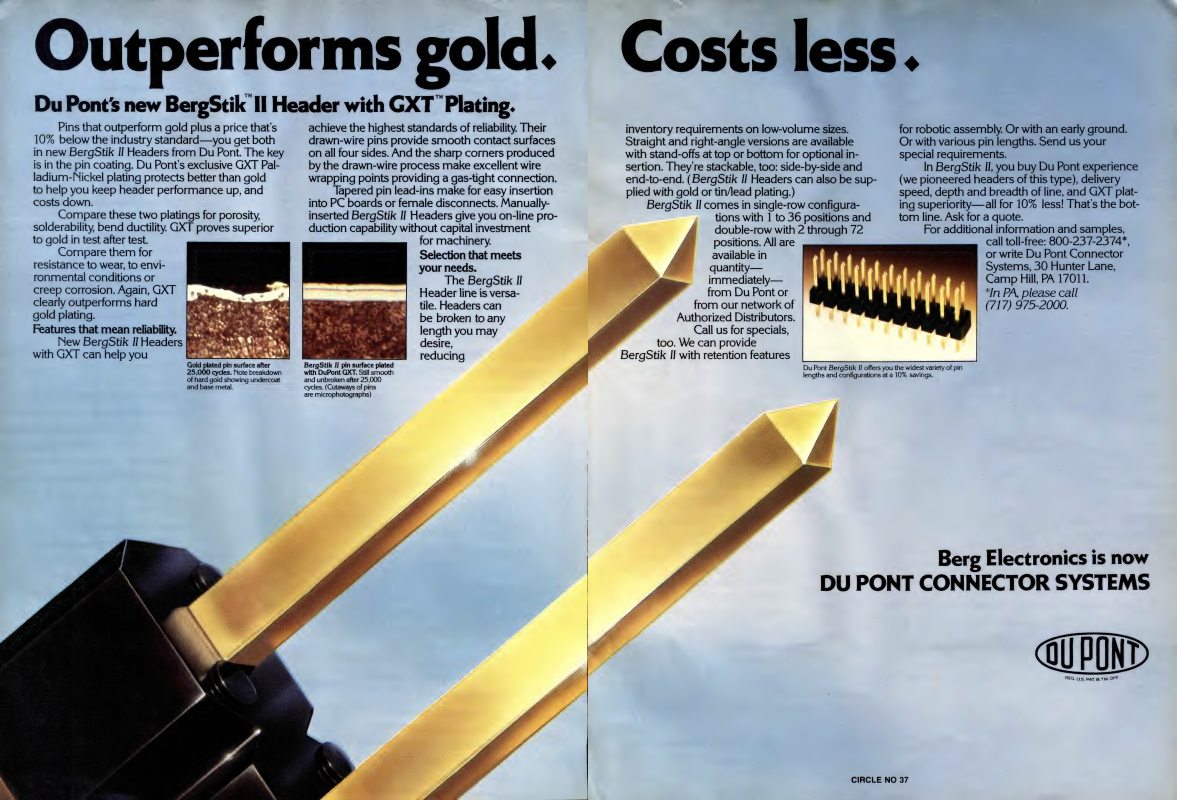 Outperforms gold.
Costs less.
Du Pont's new BergStik™ II Header with GXT™ Plating.
Pins that outperform gold plus a price that's
10% below the industry standard—you get both
in new BergStik II Headers from Du Pont. The key
is in the pin coating. Du Pont's exclusive GXT Pal-
ladium-Nickel plating protects better than gold
to help you keep header performance up, and
costs down.
Compare these two platings for porosity,
solderability, bend ductility. GXT proves superior
to gold in test after test.
Compare them for
resistance to wear, to envi-
ronmental conditions or
creep corrosion. Again, GXT
clearly outperforms hard
gold plating.
Features that mean reliability.
New BergStik II Headers
with GXT can help you
achieve the highest standards of reliability. Their
drawn-wire pins provide smooth contact surfaces
on all four sides. And the sharp corners produced
by the drawn-wire process make excellent wire
wrapping points providing a gas-tight connection.
Tapered pin lead-ins make for easy insertion
into PC boards or female disconnects. Manually-
inserted BergStik II Headers give you on-line pro-
duction capability without capital investment
for machinery.
Selection that meets
your needs.
The BergStik II
Header line is versa-
tile. Headers can
be broken to any
length you may
desire,
reducing
Gold plated pin surface after
25,000 cycles. Note breakdown
of hard gold showing undercoat
and base metal.
BergStik II pin surface plated
with DuPont GXT. Still smooth
and unbroken after 25,000
cycles. (Cutaways of pins
are microphotographs)
inventory requirements on low-volume sizes.
Straight and right-angle versions are available
with stand-offs at top or bottom for optional in-
sertion. They're stackable, too: side-by-side and
end-to-end. (BergStik II Headers can also be sup-
plied with gold or tin/lead plating.)
BergStik II comes in single-row configura-
tions with 1 to 36 positions and
double-row with 2 through 72
positions. All are
available in
quantity—
immediately—
from Du Pont or
from our network of
Authorized Distributors.
Call us for specials,
too. We can provide
BergStik II with retention features
for robotic assembly. Or with an early ground.
Or with various pin lengths. Send us your
special requirements.
In BergStik II, you buy Du Pont experience
(we pioneered headers of this type), delivery
speed, depth and breadth of line, and GXT plat-
ing superiority—all for 10% less! That's the bot-
tom line. Ask for a quote.
For additional information and samples,
call toll-free: 800-237-2374*,
or write Du Pont Connector
Systems, 30 Hunter Lane,
Camp Hill, PA 17011.
*In PA, please call
(717) 975-2000.
Du Pont BergStik II offers you the widest variety of pin
lengths and configurations at a 10% savings.
Berg Electronics is now
DU PONT CONNECTOR SYSTEMS
DU PONT
REG. U.S. PAT. & TM. OFF.
CIRCLE NO 37